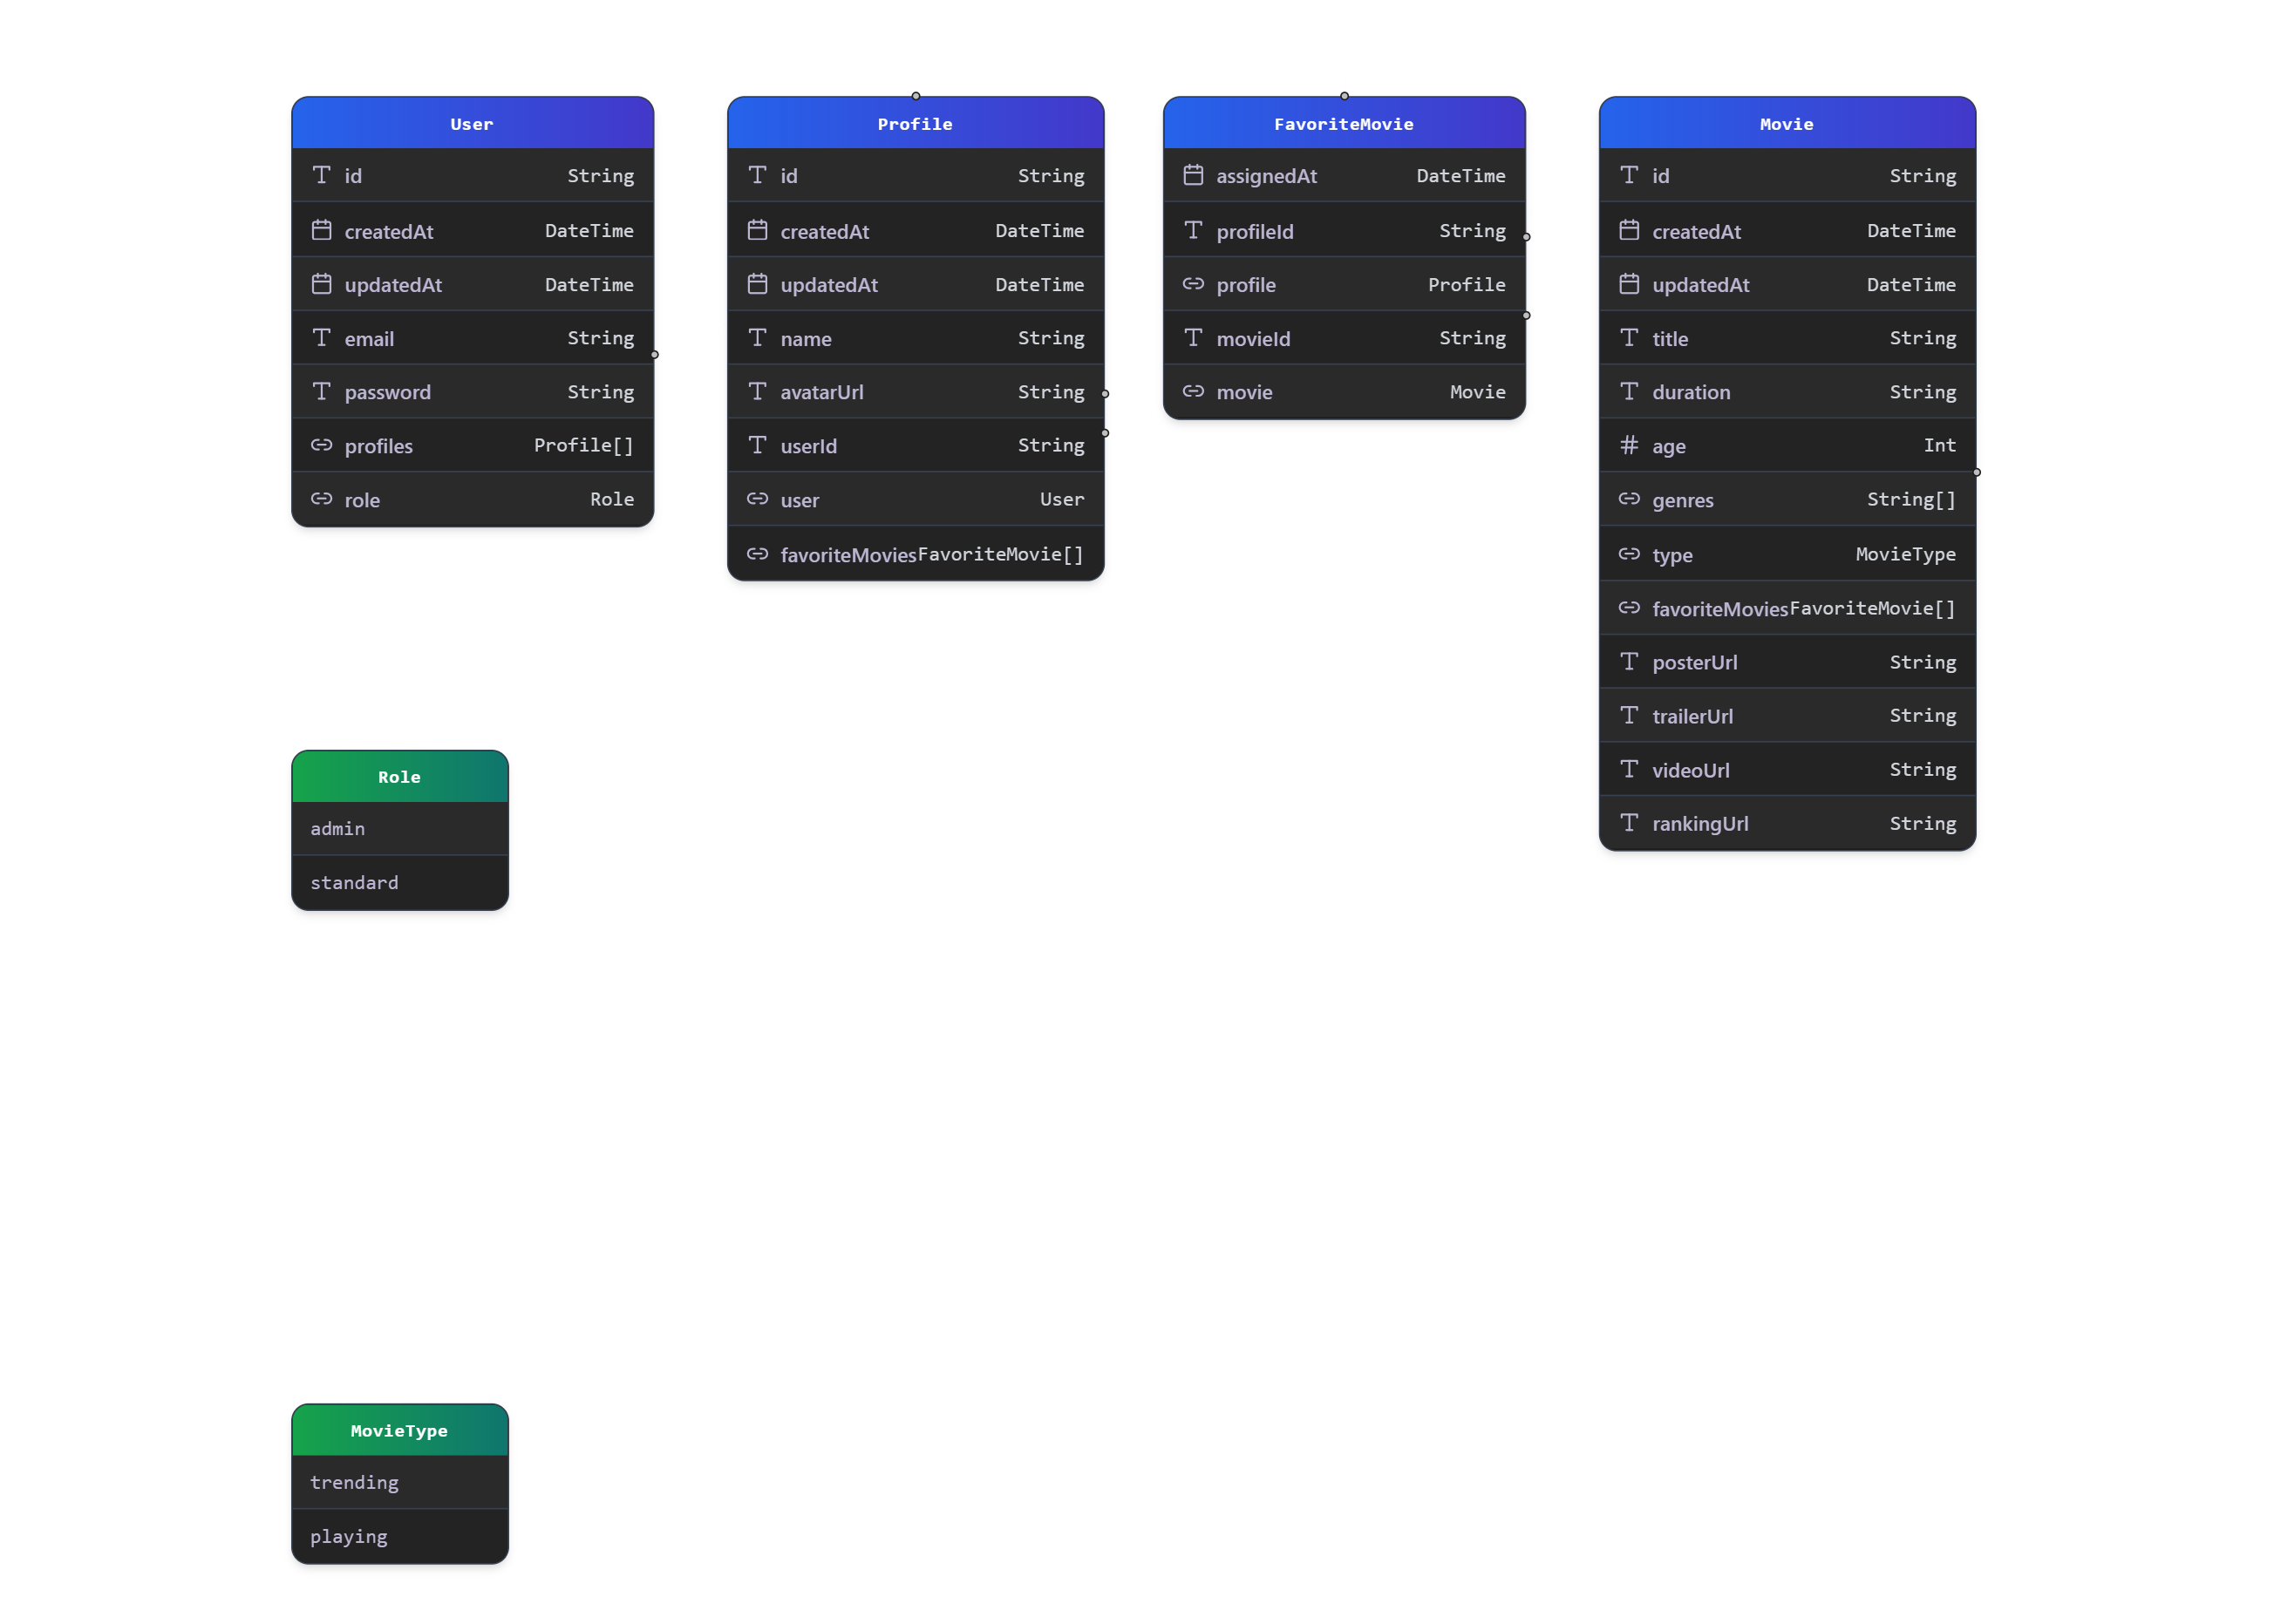 User
id String
createdAt DateTime
updatedAt DateTime
email String
password String
profiles Profile[]
role Role
Profile
id String
createdAt DateTime
updatedAt DateTime
name String
avatarUrl String
userId String
user User
favoriteMovies FavoriteMovie[]
FavoriteMovie
assignedAt DateTime
profileId String
profile Profile
movieId String
movie Movie
Movie
id String
createdAt DateTime
updatedAt DateTime
title String
duration String
age Int
genres String[]
type MovieType
favoriteMovies FavoriteMovie[]
posterUrl String
trailerUrl String
videoUrl String
rankingUrl String
Role
admin
standard
MovieType
trending
playing